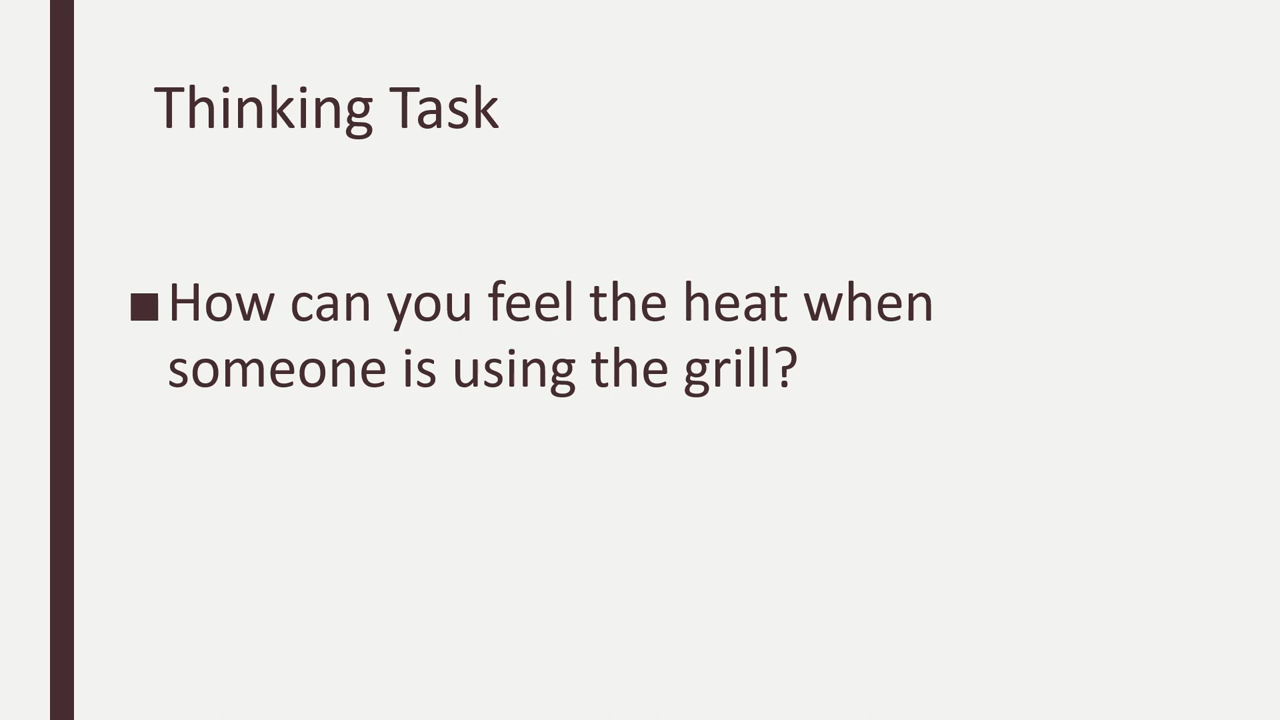 Thinking Task
■How can you feel the heat when
someone is using the grill?